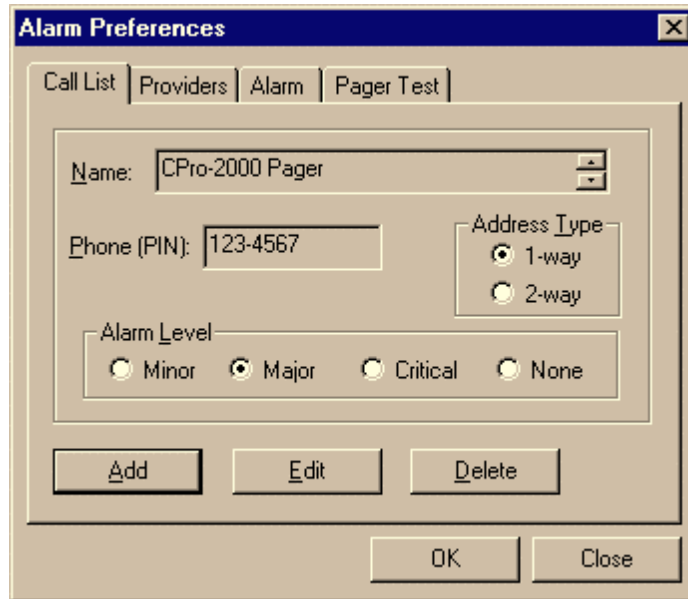 Alarm Preferences
Call List Providers Alarm Pager Test
Name: CPro-2000 Pager
Phone (PIN): 123-4567
Address Type
1-way
2-way
Alarm Level
Minor Major Critical None
Add Edit Delete
OK Close